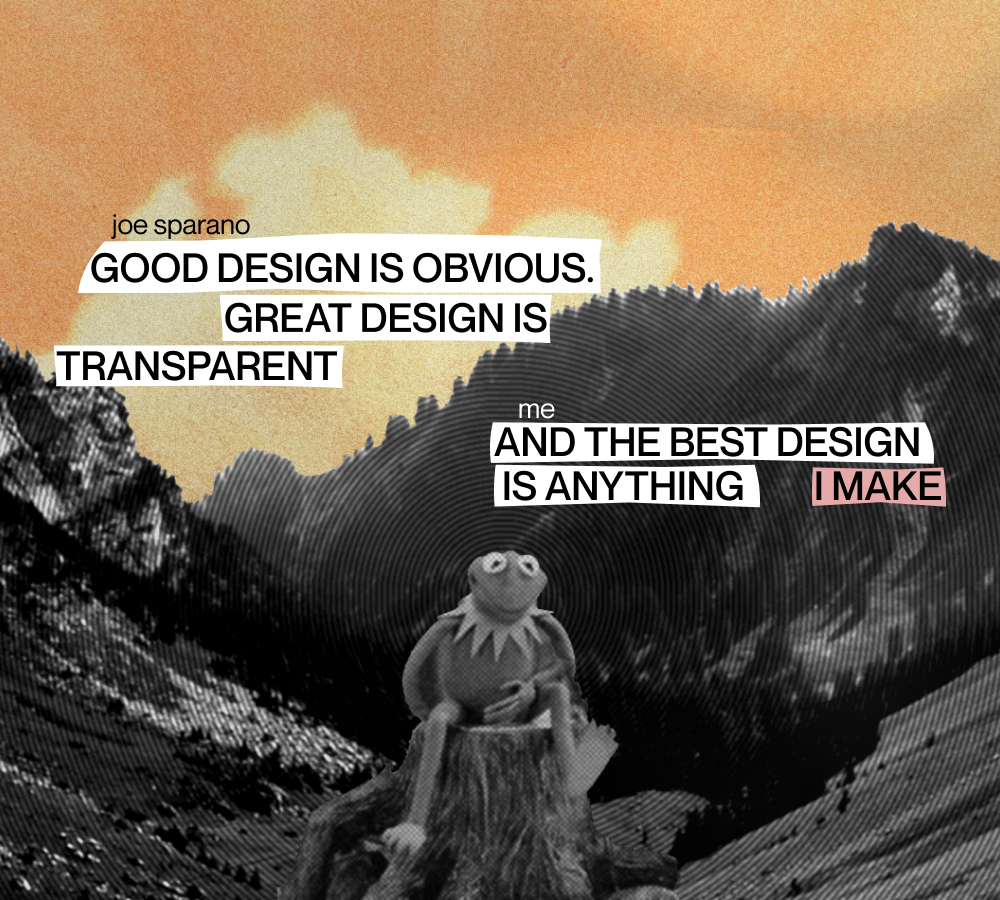 joe sparano
GOOD DESIGN IS OBVIOUS.
GREAT DESIGN IS
TRANSPARENT
me
AND THE BEST DESIGN
IS ANYTHING I MAKE